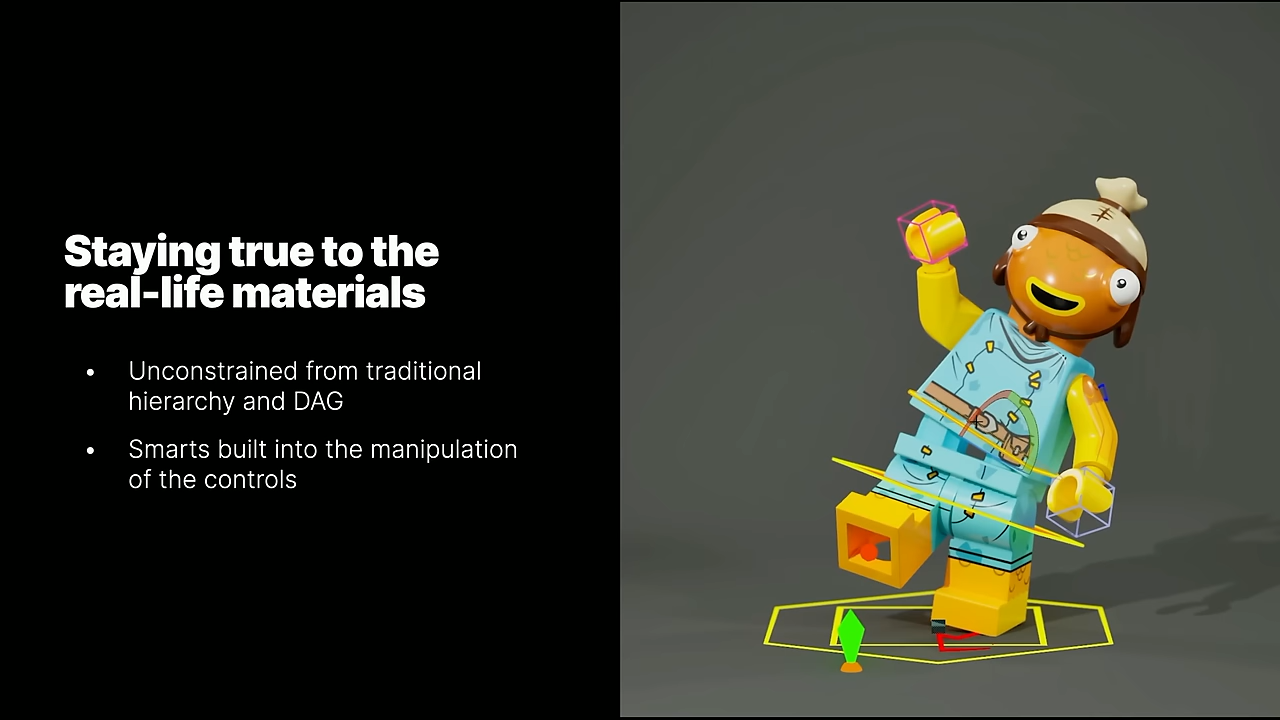 Staying true to the
real-life materials
• Unconstrained from traditional
hierarchy and DAG
• Smarts built into the manipulation
of the controls